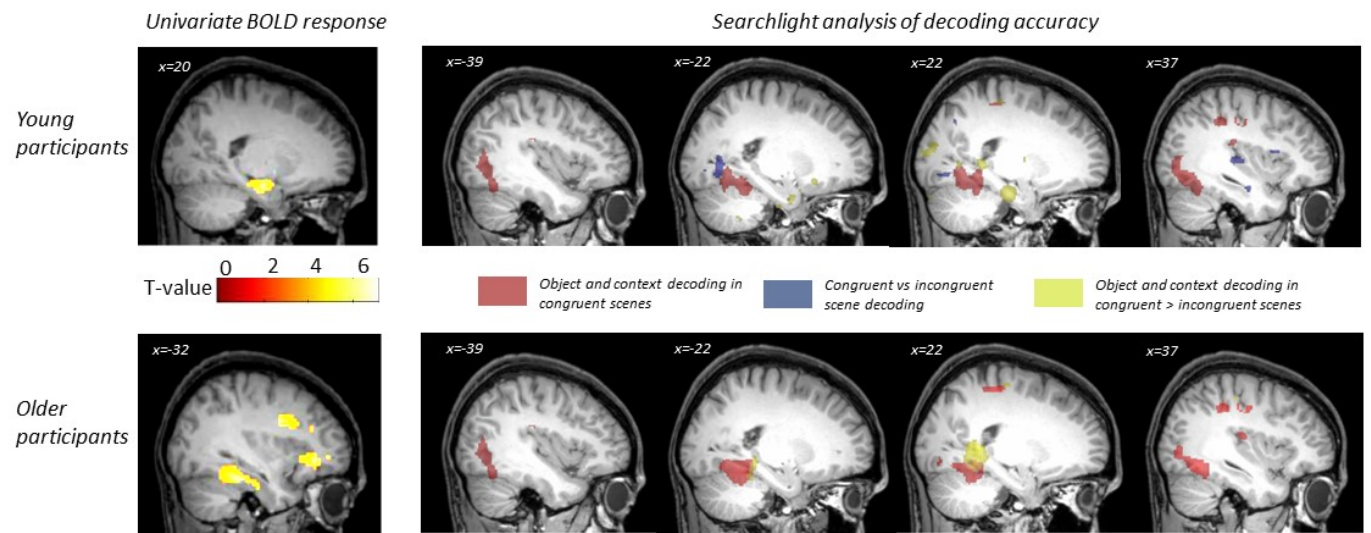 Univariate BOLD response
Searchlight analysis of decoding accuracy
Young
participants
x=20
x=-39
x=-22
x=22
x=37
T-value
0 2 4 6
Object and context decoding in
congruent scenes
Congruent vs incongruent
scene decoding
Object and context decoding in
congruent > incongruent scenes
Older
participants
x=-32
x=-39
x=-22
x=22
x=37